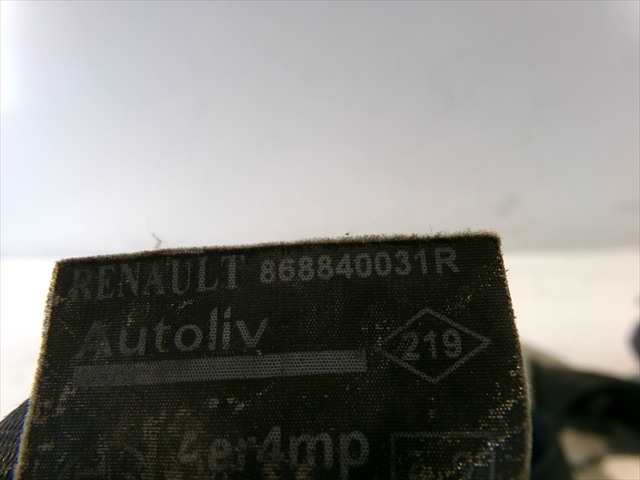 RENAULT 868840031R
Autoliv
219
4er4mp